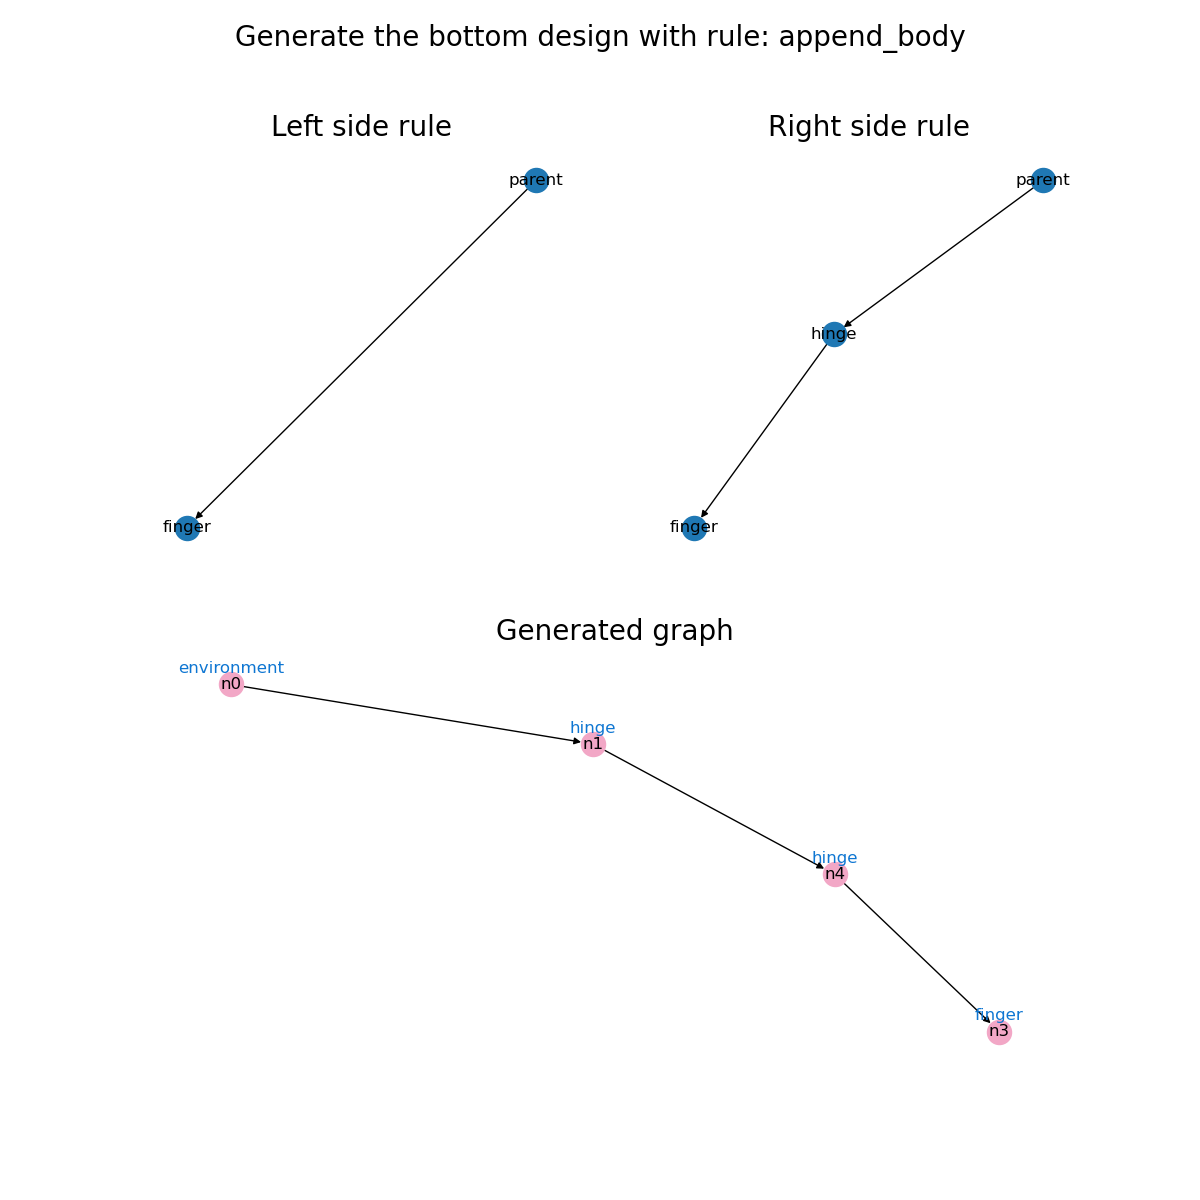 Generate the bottom design with rule: append_body
Left side rule
Right side rule
parent
parent
hinge
finger
finger
Generated graph
environment
n0
hinge
n1
hinge
n4
finger
n3